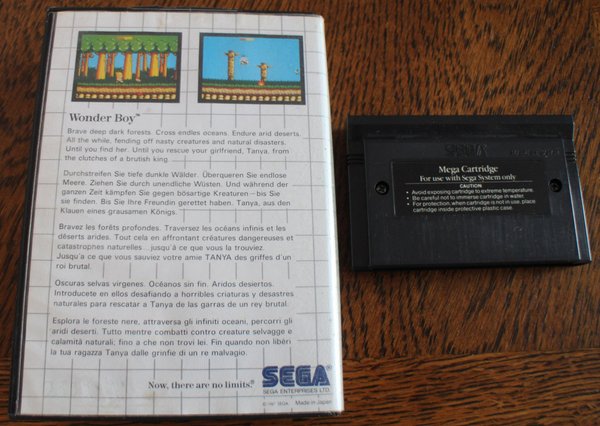 Wonder Boy™
Brave deep dark forests. Cross endles oceans. Endure arid deserts.
All the while, fending off nasty creatures and natural disasters.
Until you find her. Until you rescue your girlfriend, Tanya, from
the clutches of a brutish king.
Durchstreifen Sie tiefe dunkle Wälder. Überqueren Sie endlose
Meere. Ziehen Sie durch unendliche Wüsten. Und während der
ganzen Zeit kämpfen Sie gegen bösartige Kreaturen – bis Sie
sie finden. Bis Sie Ihre Freundin gerettet haben. Tanya, aus den
Klauen eines grausamen Königs.
Bravez les forêts profondes. Traversez les océans infinis et les
déserts arides. Tout cela en affrontant créatures dangereuses et
catastrophes naturelles...jusqu'à ce que vous la trouviez.
Jusqu'a ce que vous sauviez votre amie TANYA des griffes d'un
roi brutal.
Oscuras selvas virgenes. Océanos sin fin. Aridos desiertos.
Introducete en ellos desafiando a horribles criaturas y desastres
naturales para rescatar a Tanya de las garras de un rey brutal.
Esplora le foreste nere, attraversa gli infiniti oceani, percorri gli
aridi deserti. Tutto mentre combatti contro creature selvagge e
calamità naturali, fino a che non trovi lei. Fin quando non liberi
la tua ragazza Tanya dalle grinfie di un re malvagio.
Now, there are no limits.
SEGA
SEGA ENTERPRISES LTD.
©1987 SEGA Made in Japan
SEGA
Mega Cartridge
For use with Sega System only
CAUTION
• Avoid exposing cartridge to extreme temperature.
• Be careful not to immerse cartridge in water.
• For protection, when cartridge is not in use, place
cartridge inside protective plastic case.